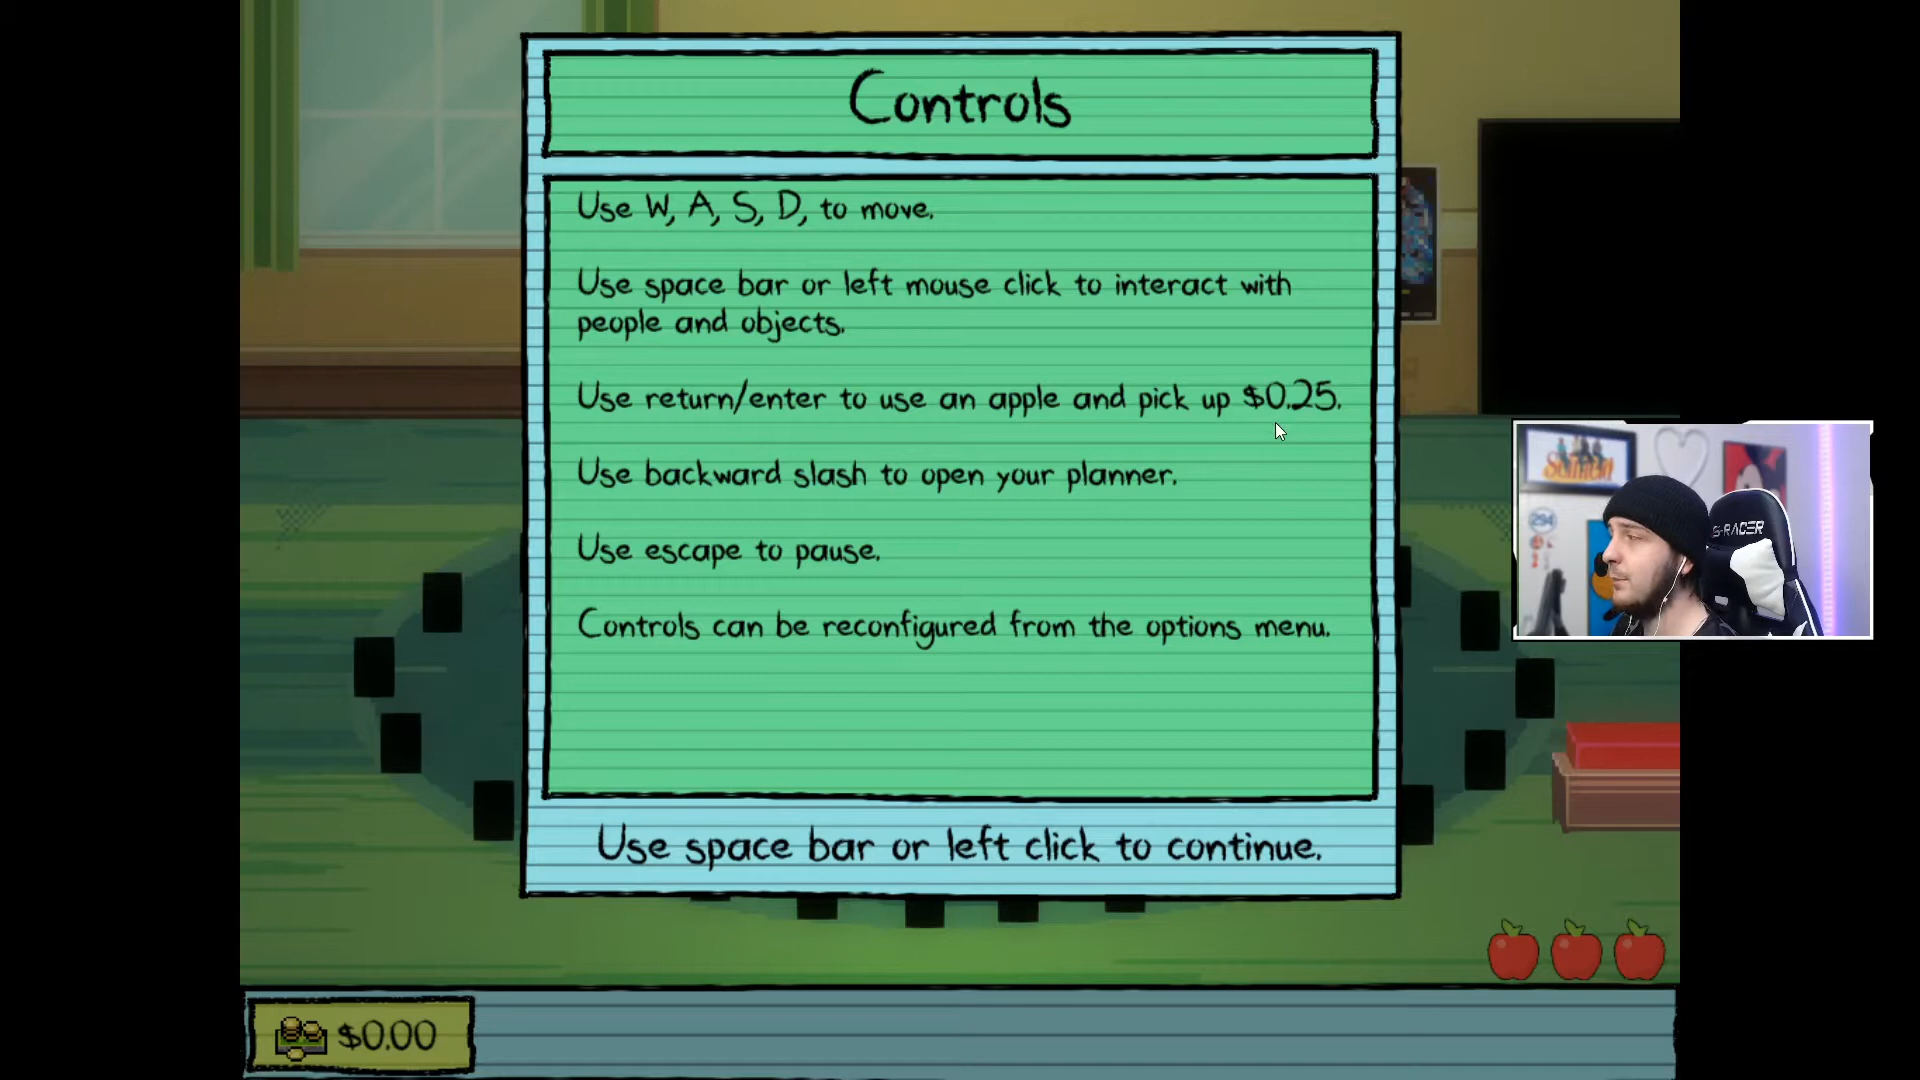 Controls
Use W, A, S, D, to move.
Use space bar or left mouse click to interact with
people and objects.
Use return/enter to use an apple and pick up $0.25.
Use backward slash to open your planner.
Use escape to pause.
Controls can be reconfigured from the options menu.
S-RACER
294
Use space bar or left click to continue.
$0.00